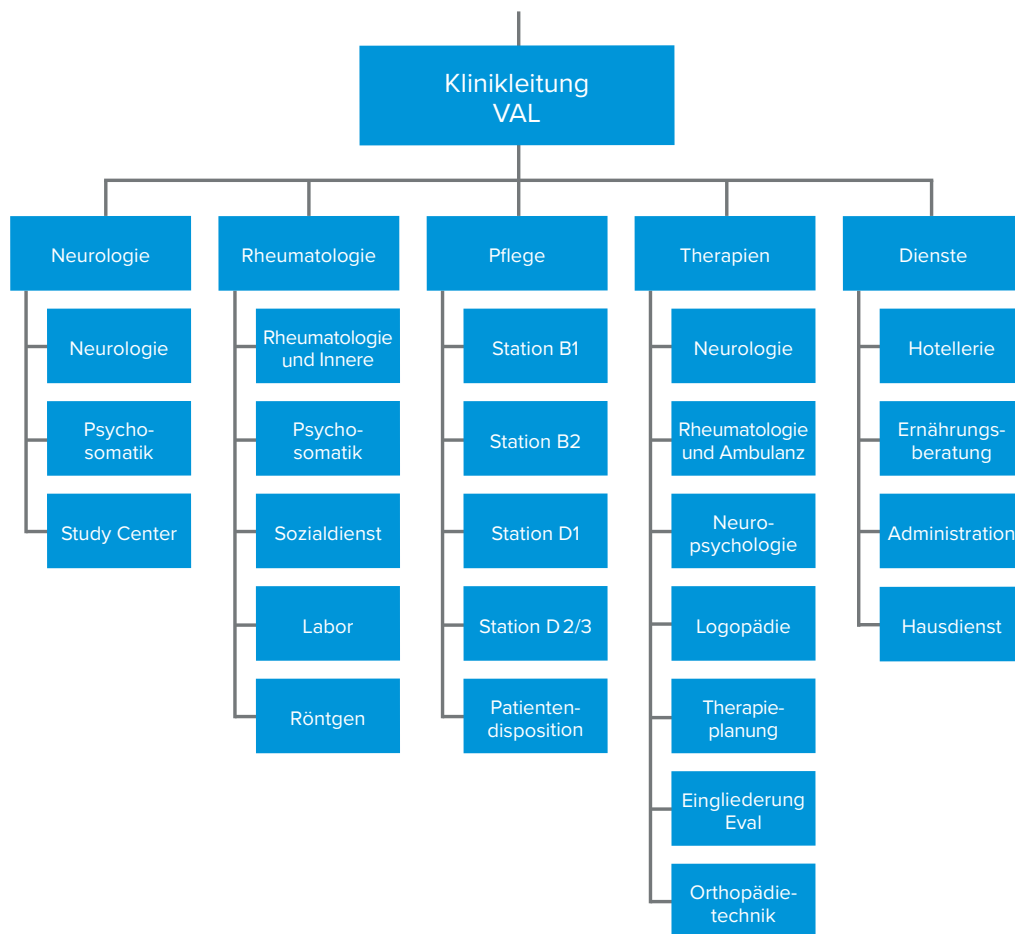 Klinikleitung
VAL
Neurologie
Rheumatologie
Pflege
Therapien
Dienste
Neurologie
Psycho-
somatik
Study Center
Rheumatologie
und Innere
Psycho-
somatik
Sozialdienst
Labor
Röntgen
Station B1
Station B2
Station D1
Station D 2/3
Patienten-
disposition
Neurologie
Rheumatologie
und Ambulanz
Neuro-
psychologie
Logopädie
Therapie-
planung
Eingliederung
Eval
Orthopädie-
technik
Hotellerie
Ernährungs-
beratung
Administration
Hausdienst